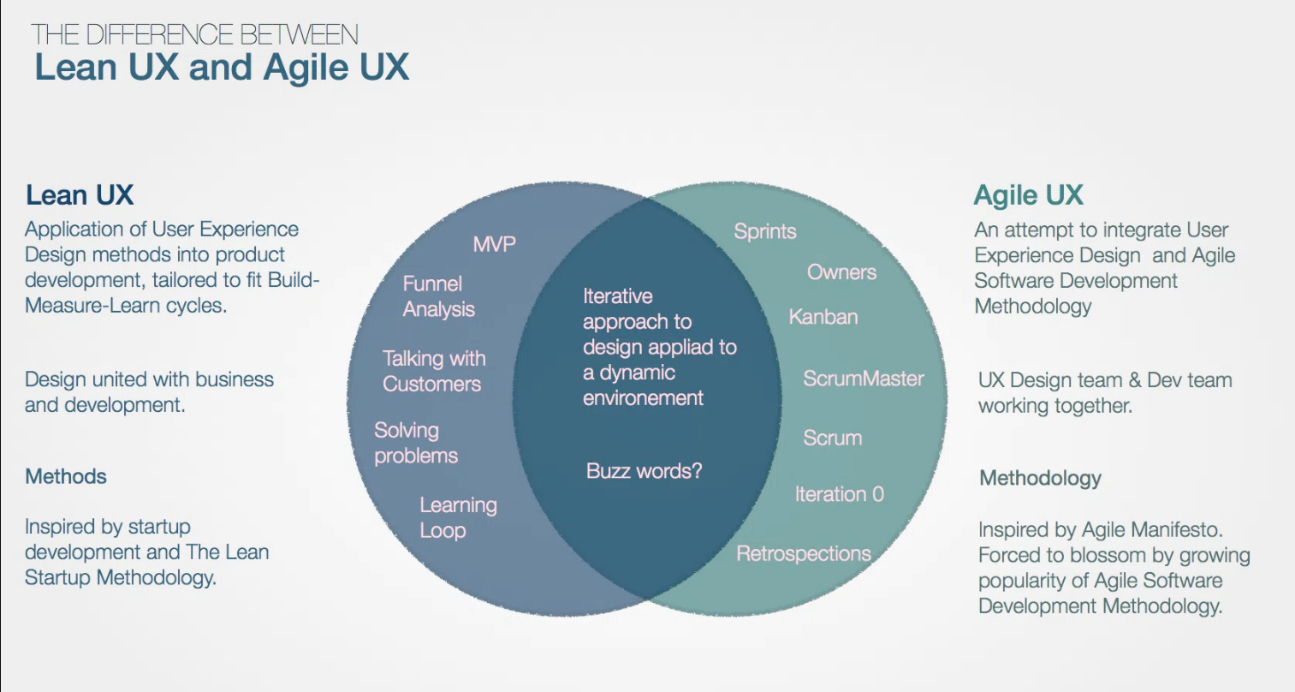 THE DIFFERENCE BETWEEN
Lean UX and Agile UX
Lean UX
Application of User Experience
Design methods into product
development, tailored to fit Build-
Measure-Learn cycles.
Design united with business
and development.
Methods
Inspired by startup
development and The Lean
Startup Methodology.
MVP
Funnel
Analysis
Talking with
Customers
Solving
problems
Learning
Loop
Iterative
approach to
design appliad to
a dynamic
environement
Buzz words?
Sprints
Owners
Kanban
ScrumMaster
Scrum
Iteration 0
Retrospections
Agile UX
An attempt to integrate User
Experience Design and Agile
Software Development
Methodology
UX Design team & Dev team
working together.
Methodology
Inspired by Agile Manifesto.
Forced to blossom by growing
popularity of Agile Software
Development Methodology.